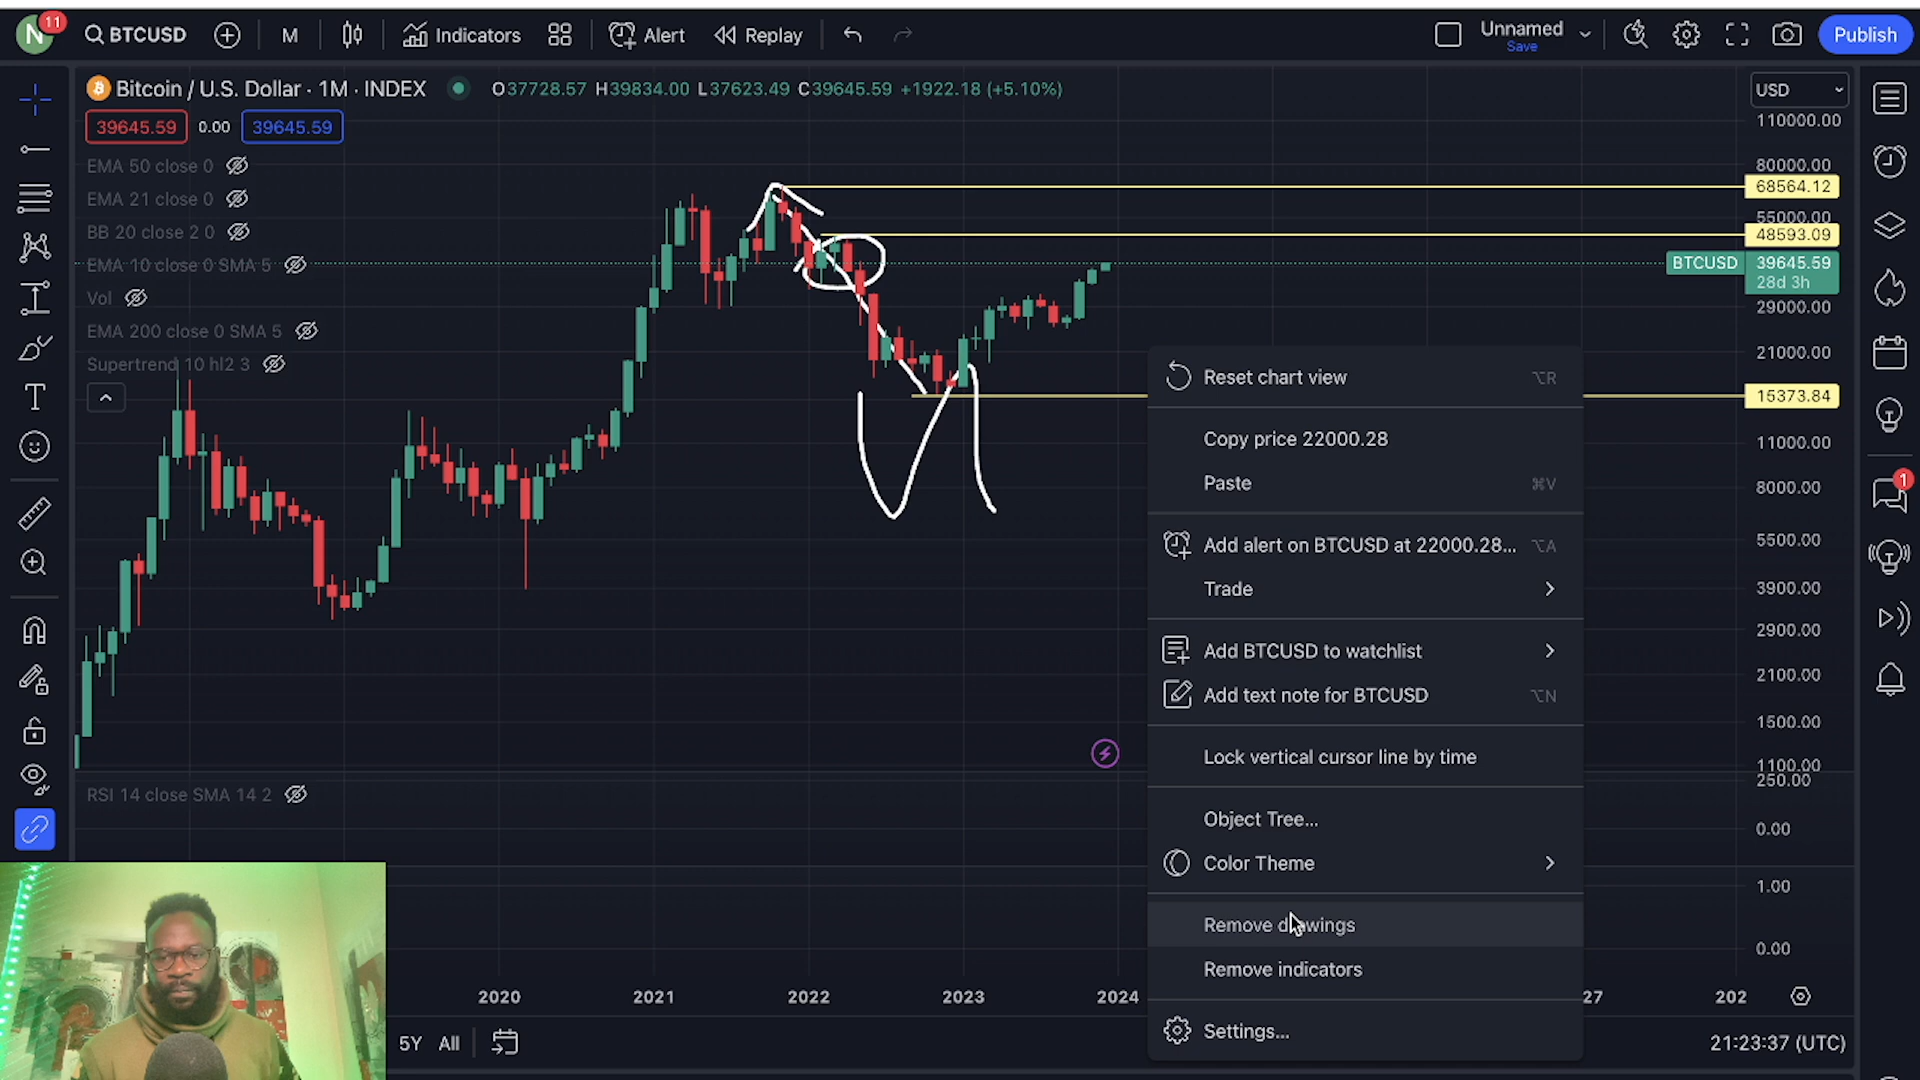 N 11 BTCUSD M Indicators Alert Replay Unnamed Save Publish
Bitcoin / U.S. Dollar · 1M · INDEX O37728.57 H39834.00 L37623.49 C39645.59 +1922.18 (+5.10%)
USD
110000.00
39645.59 0.00 39645.59
EMA 50 close 0
80000.00
68564.12
EMA 21 close 0
55000.00
BB 20 close 2 0
48593.09
EMA 10 close 0 SMA 5
BTCUSD 39645.59
28d 3h
Vol
29000.00
EMA 200 close 0 SMA 5
21000.00
Supertrend 10 hl2 3
Reset chart view ⌥R
15373.84
Copy price 22000.28
11000.00
Paste ⌘V
8000.00
1
Add alert on BTCUSD at 22000.28... ⌥A
5500.00
Trade
3900.00
2900.00
Add BTCUSD to watchlist
2100.00
Add text note for BTCUSD ⌥N
1500.00
Lock vertical cursor line by time
1100.00
250.00
RSI 14 close SMA 14 2
Object Tree...
0.00
Color Theme
1.00
Remove drawings
0.00
Remove indicators
2020 2021 2022 2023 2024 27 202
Settings...
5Y All
21:23:37 (UTC)